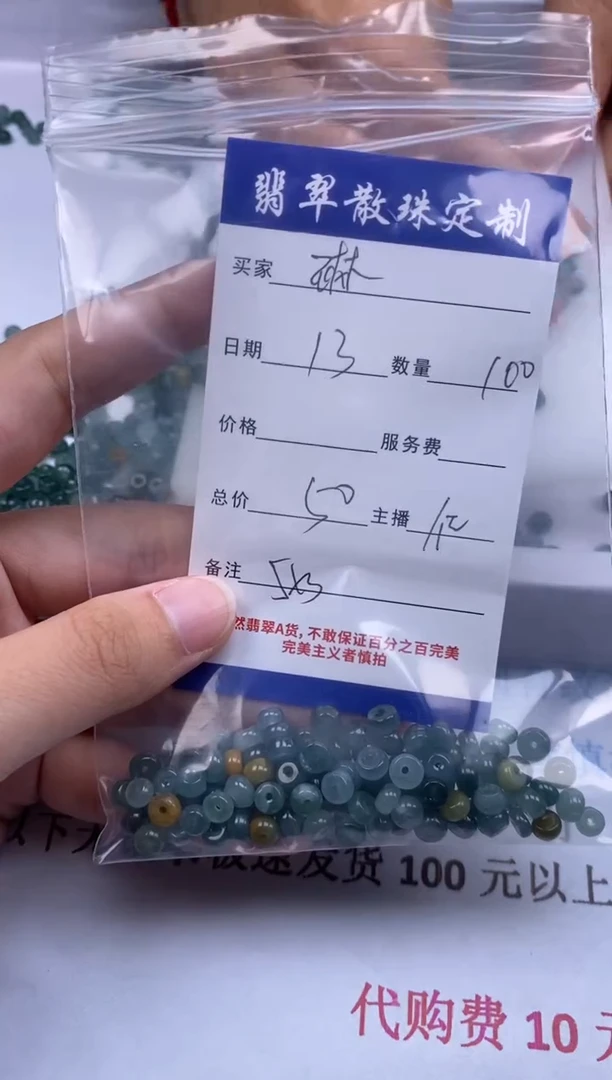 翡翠散珠定制
买家 琳
日期 13 数量 100
价格 服务费
总价 50 主播
备注
然翡翠A货,不敢保证百分之百完美
完美主义者慎拍
速发货 100 元以上
代购费 10 元